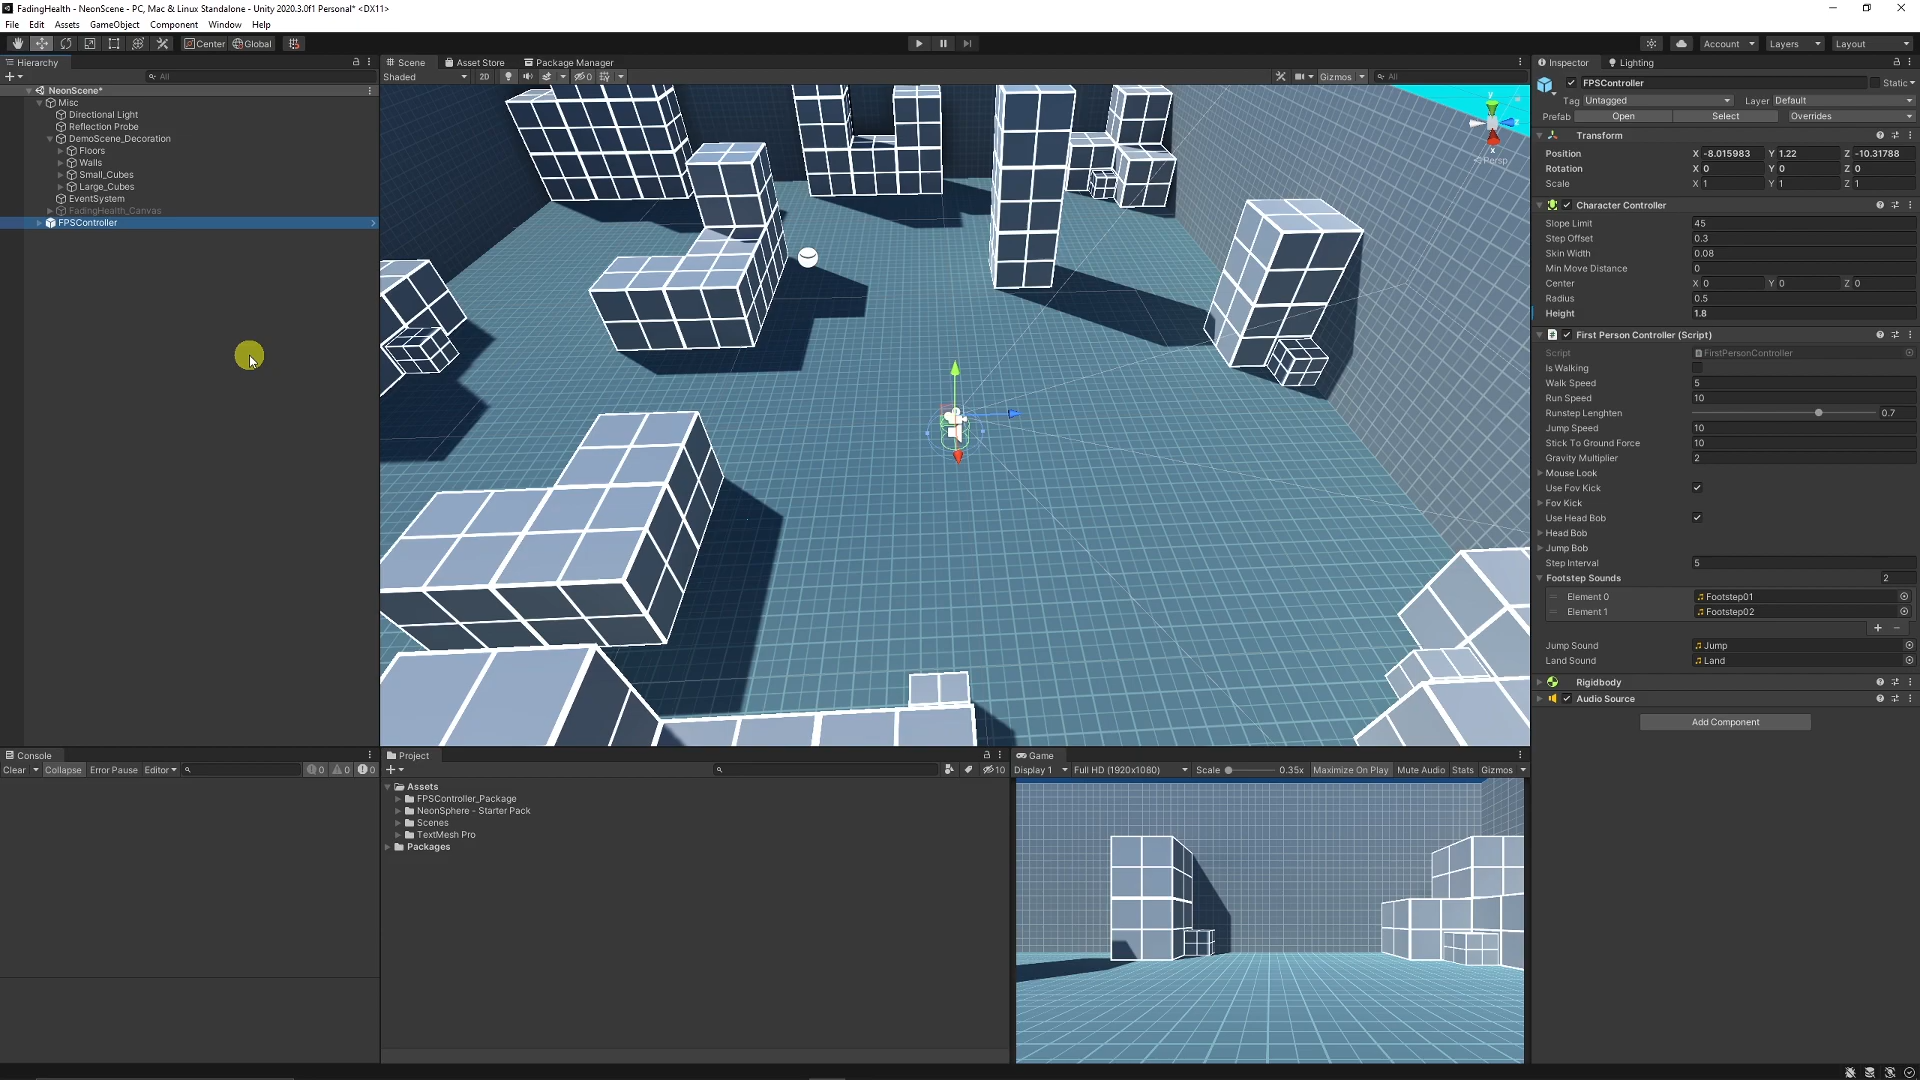 FadingHealth - NeonScene - PC, Mac & Linux Standalone - Unity 2020.3.0f1 Personal* <DX11>
File Edit Assets GameObject Component Window Help
Center Global Account Layers Layout
Hierarchy
All
NeonScene*
Misc
Directional Light
Reflection Probe
DemoScene_Decoration
Floors
Walls
Small_Cubes
Large_Cubes
EventSystem
FadingHealth_Canvas
FPSController
Scene Asset Store Package Manager
Shaded 2D 0 Gizmos All
y
z
x
Persp
Inspector Lighting
FPSController Static
Tag Untagged Layer Default
Prefab Open Select Overrides
Transform
Position X -8.015983 Y 1.22 Z -10.31788
Rotation X 0 Y 0 Z 0
Scale X 1 Y 1 Z 1
Character Controller
Slope Limit 45
Step Offset 0.3
Skin Width 0.08
Min Move Distance 0
Center X 0 Y 0 Z 0
Radius 0.5
Height 1.8
First Person Controller (Script)
Script FirstPersonController
Is Walking
Walk Speed 5
Run Speed 10
Runstep Lenghten 0.7
Jump Speed 10
Stick To Ground Force 10
Gravity Multiplier 2
Mouse Look
Use Fov Kick
Fov Kick
Use Head Bob
Head Bob
Jump Bob
Step Interval 5
Footstep Sounds 2
Element 0 Footstep01
Element 1 Footstep02
Jump Sound Jump
Land Sound Land
Rigidbody
Audio Source
Add Component
Console
Clear Collapse Error Pause Editor 0 0 0
Project
10
Assets
FPSController_Package
NeonSphere - Starter Pack
Scenes
TextMesh Pro
Packages
Game
Display 1 Full HD (1920x1080) Scale 0.35x Maximize On Play Mute Audio Stats Gizmos